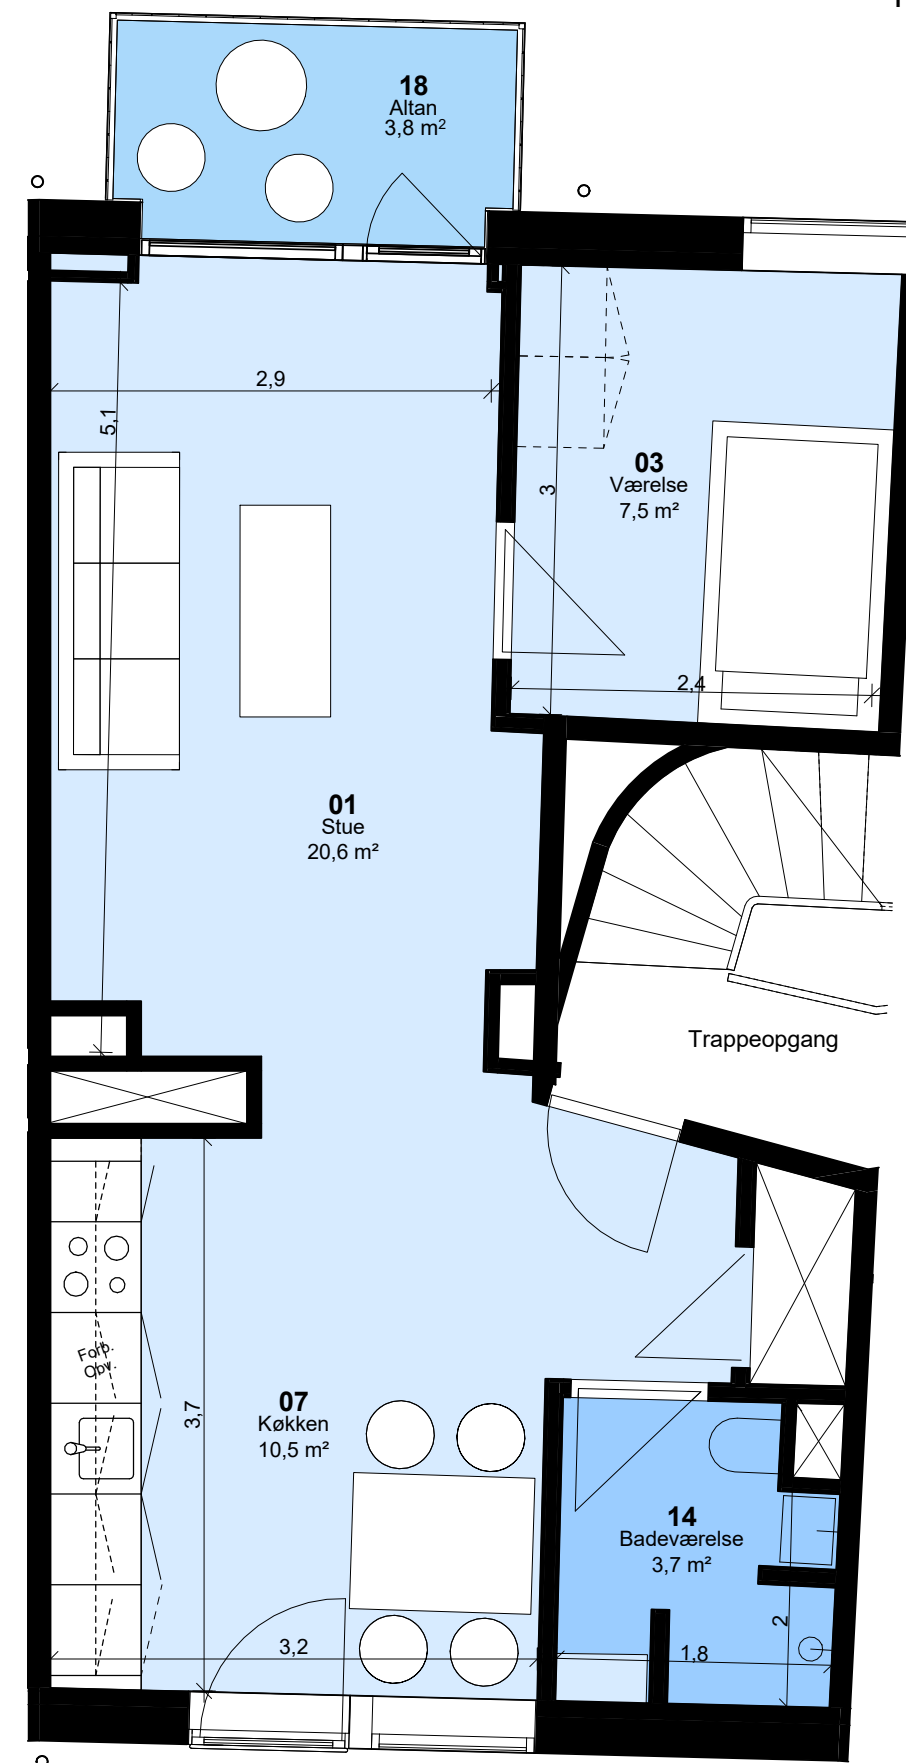 18
Altan
3,8 m²
2,9
5,1
03
Værelse
7,5 m²
3
2,4
01
Stue
20,6 m²
Trappeopgang
Forb.
Opv.
07
Køkken
10,5 m²
3,7
14
Badeværelse
3,7 m²
2
3,2
1,8